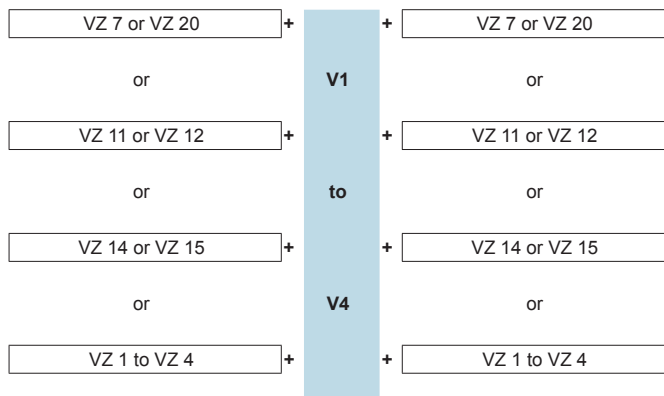 VZ 7 or VZ 20 + + VZ 7 or VZ 20
or V1 or
VZ 11 or VZ 12 + + VZ 11 or VZ 12
or to or
VZ 14 or VZ 15 + + VZ 14 or VZ 15
or V4 or
VZ 1 to VZ 4 + + VZ 1 to VZ 4